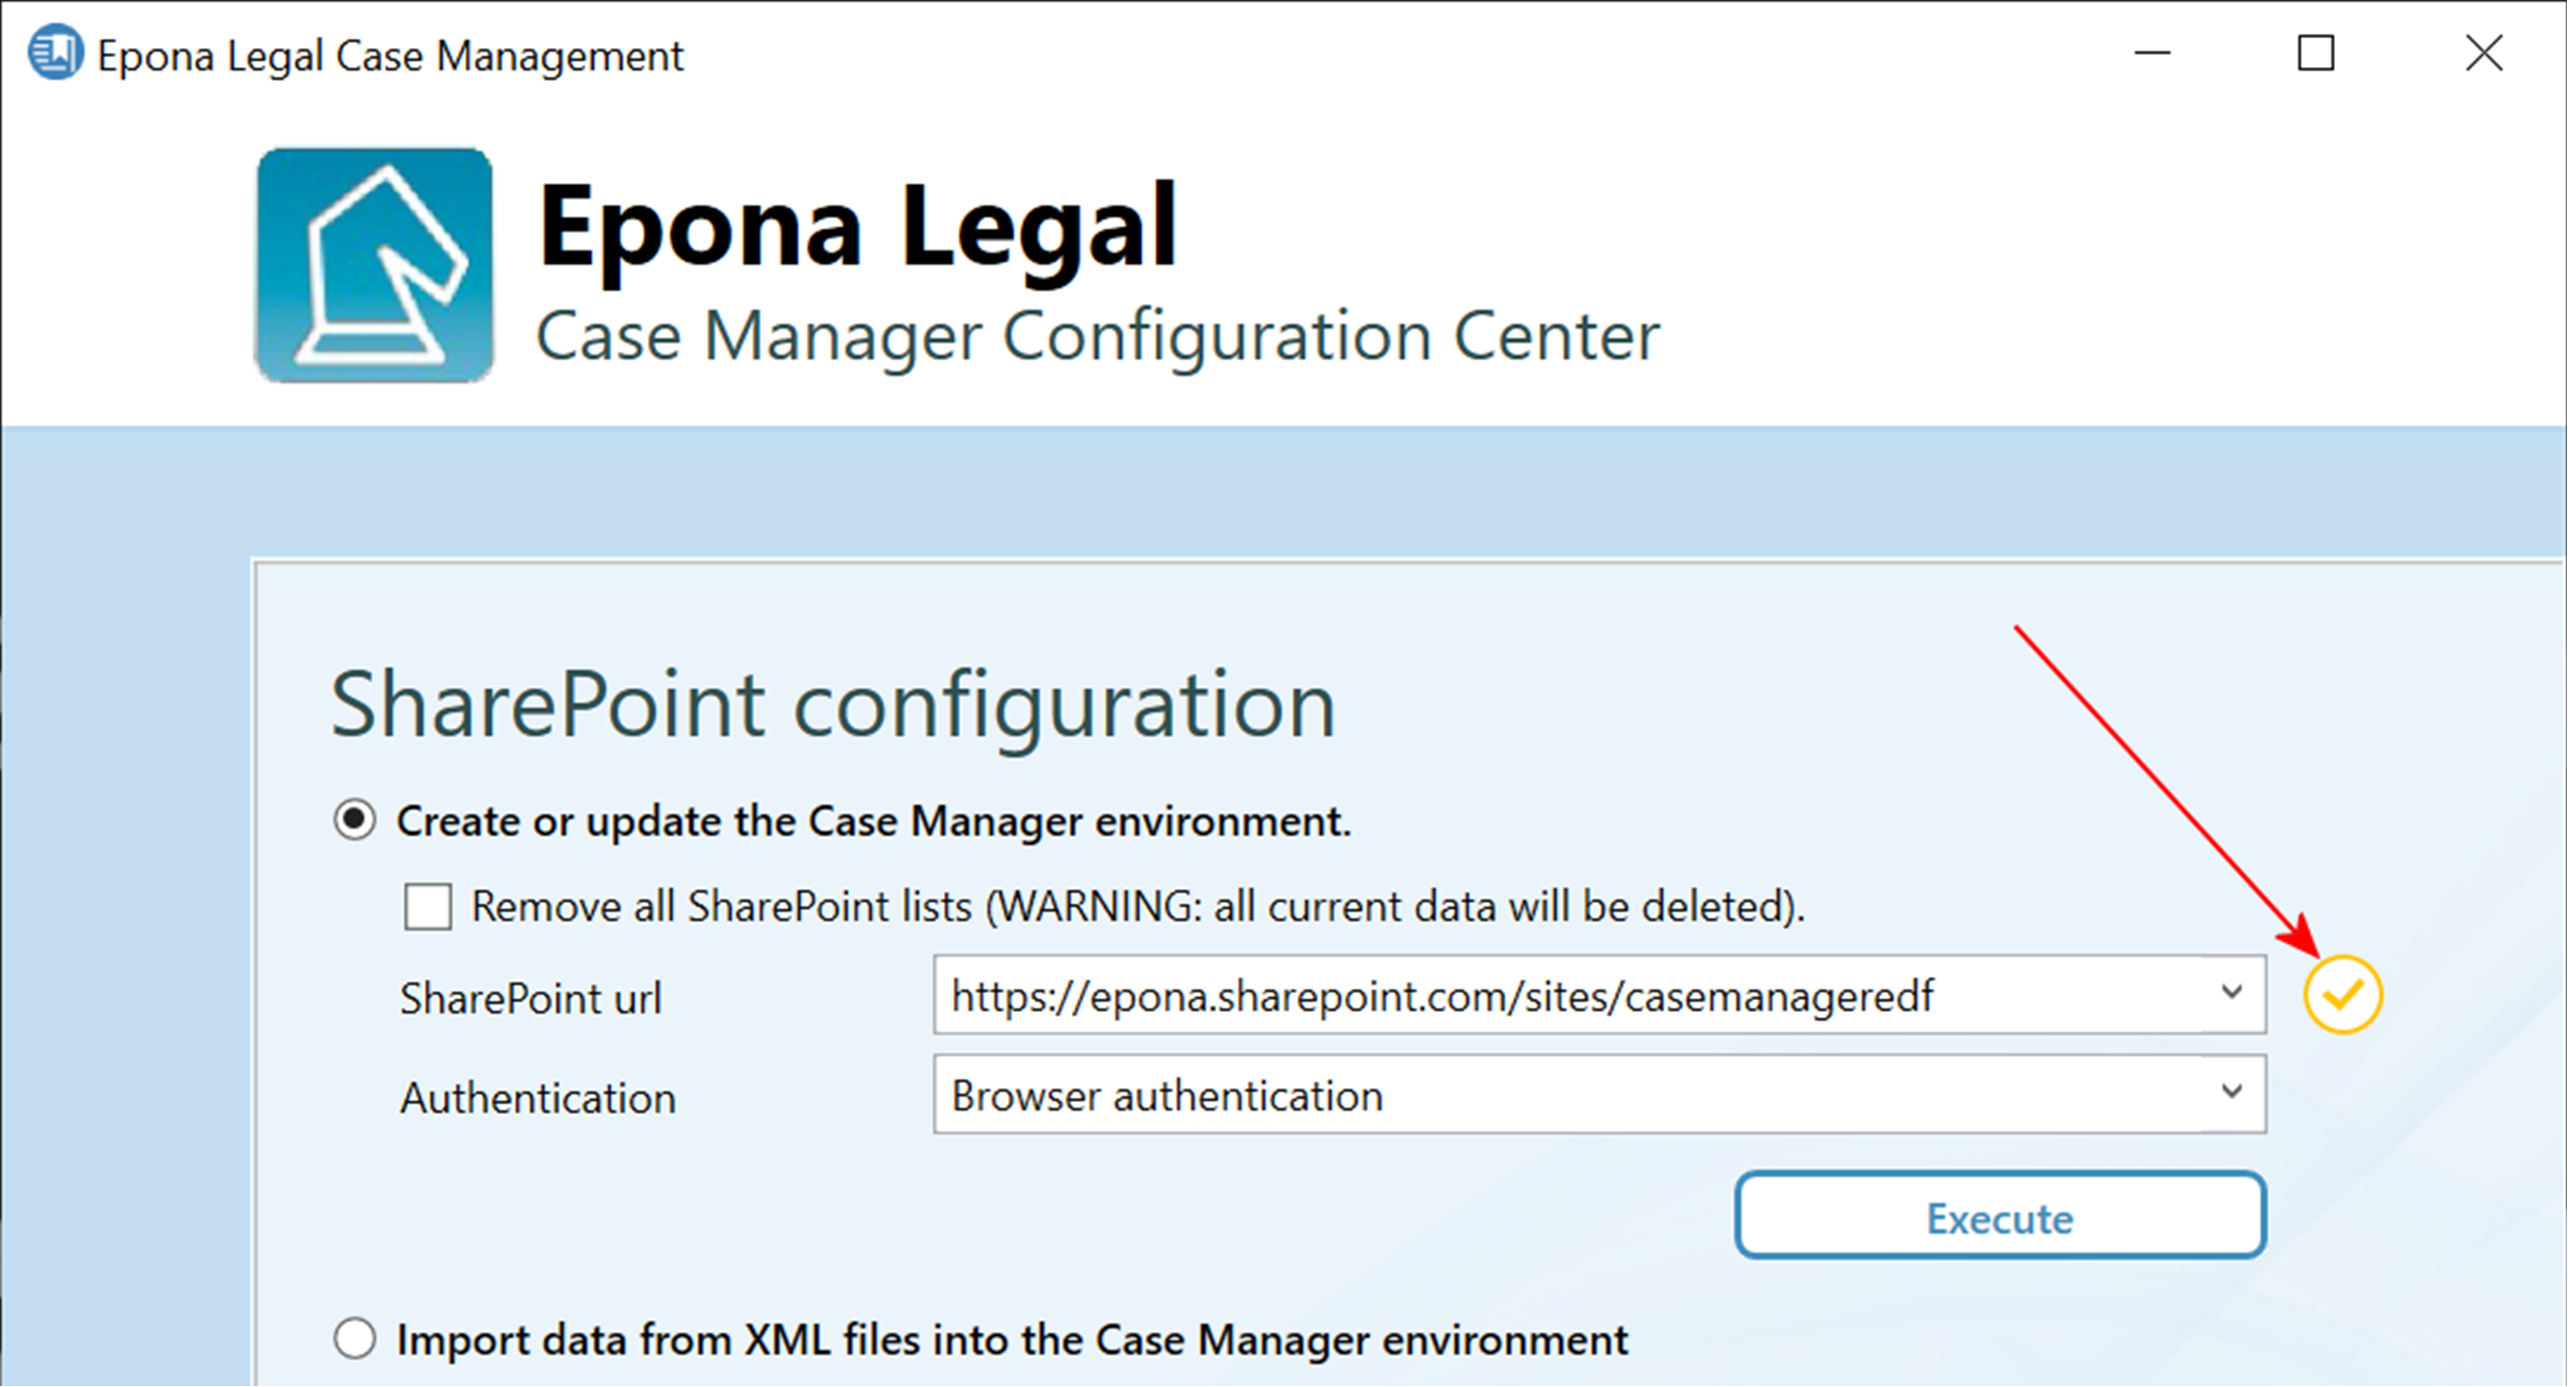 Epona Legal Case Management
Epona Legal
Case Manager Configuration Center
SharePoint configuration
Create or update the Case Manager environment.
Remove all SharePoint lists (WARNING: all current data will be deleted).
SharePoint url https://epona.sharepoint.com/sites/casemanageredf
Authentication Browser authentication
Execute
Import data from XML files into the Case Manager environment